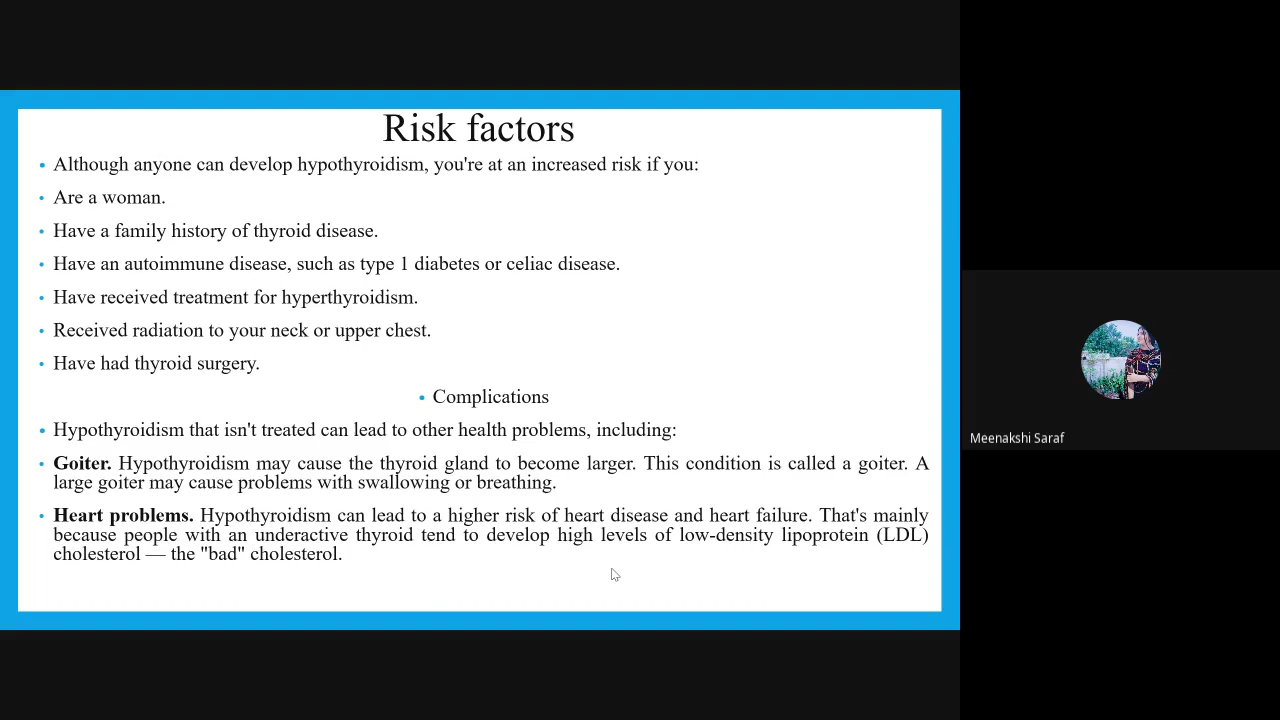 Risk factors
• Although anyone can develop hypothyroidism, you're at an increased risk if you:
• Are a woman.
• Have a family history of thyroid disease.
• Have an autoimmune disease, such as type 1 diabetes or celiac disease.
• Have received treatment for hyperthyroidism.
• Received radiation to your neck or upper chest.
• Have had thyroid surgery.
• Complications
• Hypothyroidism that isn't treated can lead to other health problems, including:
• Goiter. Hypothyroidism may cause the thyroid gland to become larger. This condition is called a goiter. A
large goiter may cause problems with swallowing or breathing.
• Heart problems. Hypothyroidism can lead to a higher risk of heart disease and heart failure. That's mainly
because people with an underactive thyroid tend to develop high levels of low-density lipoprotein (LDL)
cholesterol — the "bad" cholesterol.
Meenakshi Saraf